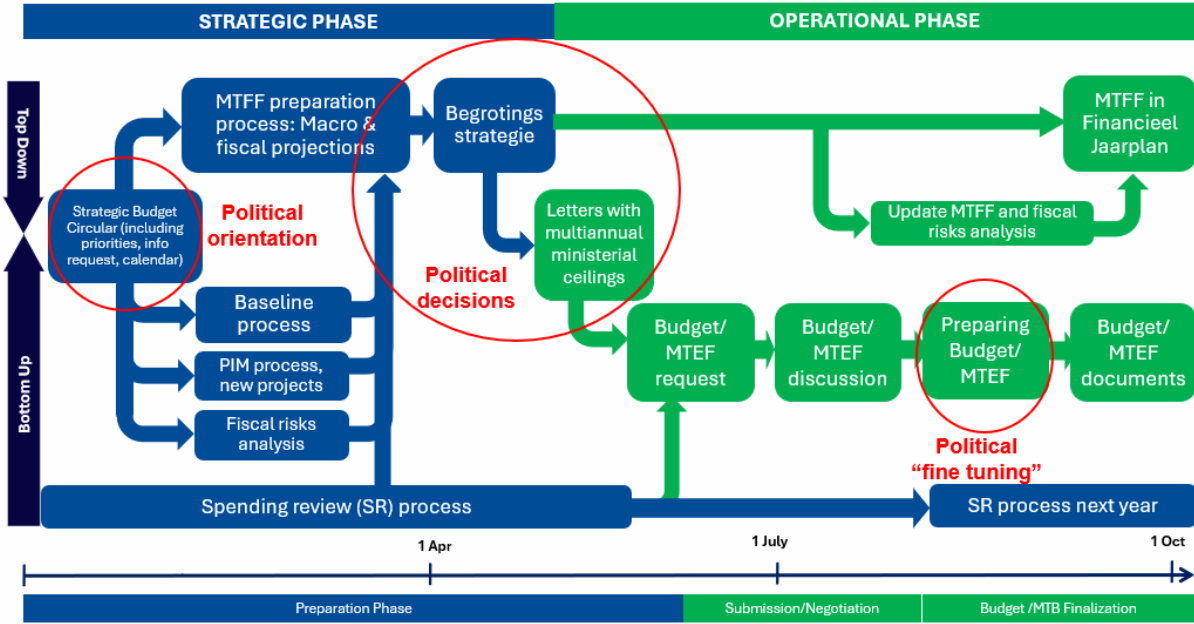 STRATEGIC PHASE
OPERATIONAL PHASE
Top Down
Bottom Up
MTFF preparation
process: Macro &
fiscal projections
Begrotings
strategie
MTFF in
Financieel
Jaarplan
Strategic Budget
Circular (including
priorities, info
request, calendar)
Political
orientation
Letters with
multiannual
ministerial
ceilings
Update MTFF and fiscal
risks analysis
Political
decisions
Baseline
process
PIM process,
new projects
Fiscal risks
analysis
Budget/
MTEF
request
Budget/
MTEF
discussion
Preparing
Budget/
MTEF
Budget/
MTEF
documents
Political
“fine tuning”
Spending review (SR) process
SR process next year
1 Apr
1 July
1 Oct
Preparation Phase
Submission/Negotiation
Budget /MTB Finalization